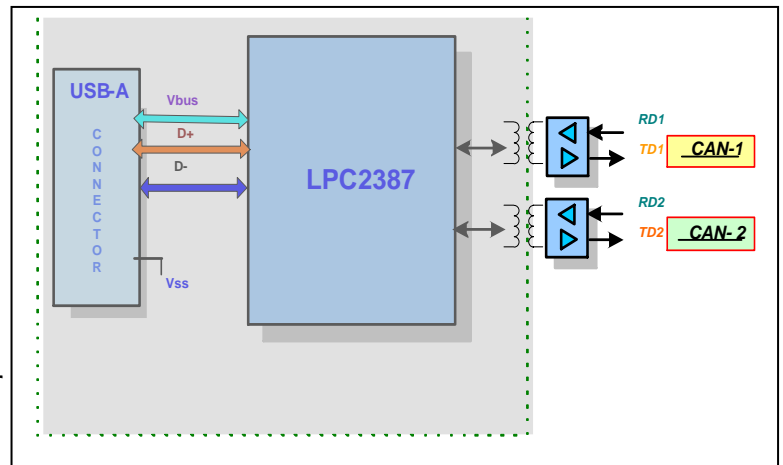 USB-A
CONNECTOR
Vbus
D+
D-
Vss
LPC2387
RD1
TD1
CAN-1
RD2
TD2
CAN- 2